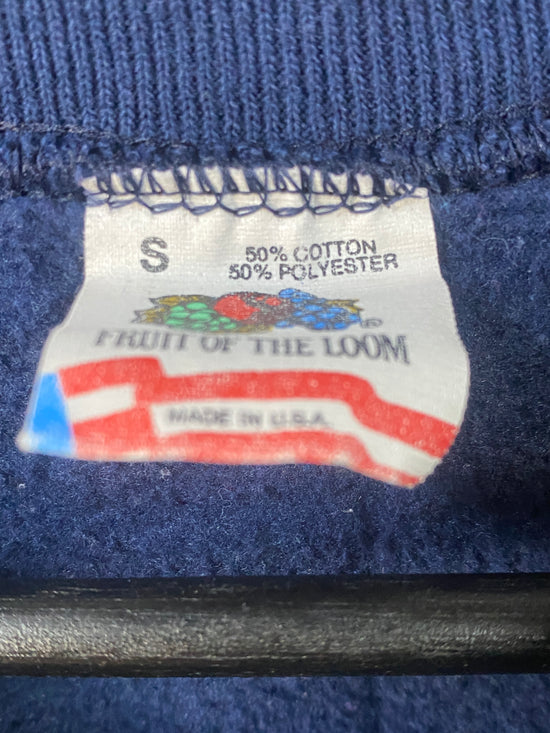 S
50% COTTON
50% POLYESTER
FRUIT OF THE LOOM
®
MADE IN U.S.A.